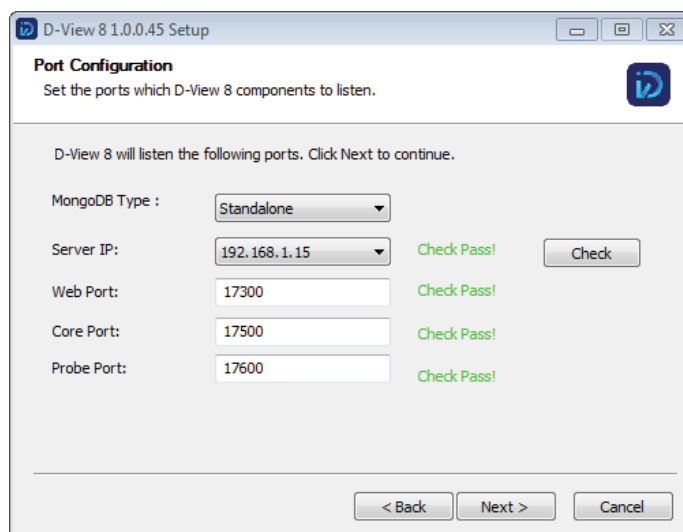 D-View 8 1.0.0.45 Setup
Port Configuration
Set the ports which D-View 8 components to listen.
D-View 8 will listen the following ports. Click Next to continue.
MongoDB Type : Standalone
Server IP: 192.168.1.15 Check Pass! Check
Web Port: 17300 Check Pass!
Core Port: 17500 Check Pass!
Probe Port: 17600 Check Pass!
< Back Next > Cancel